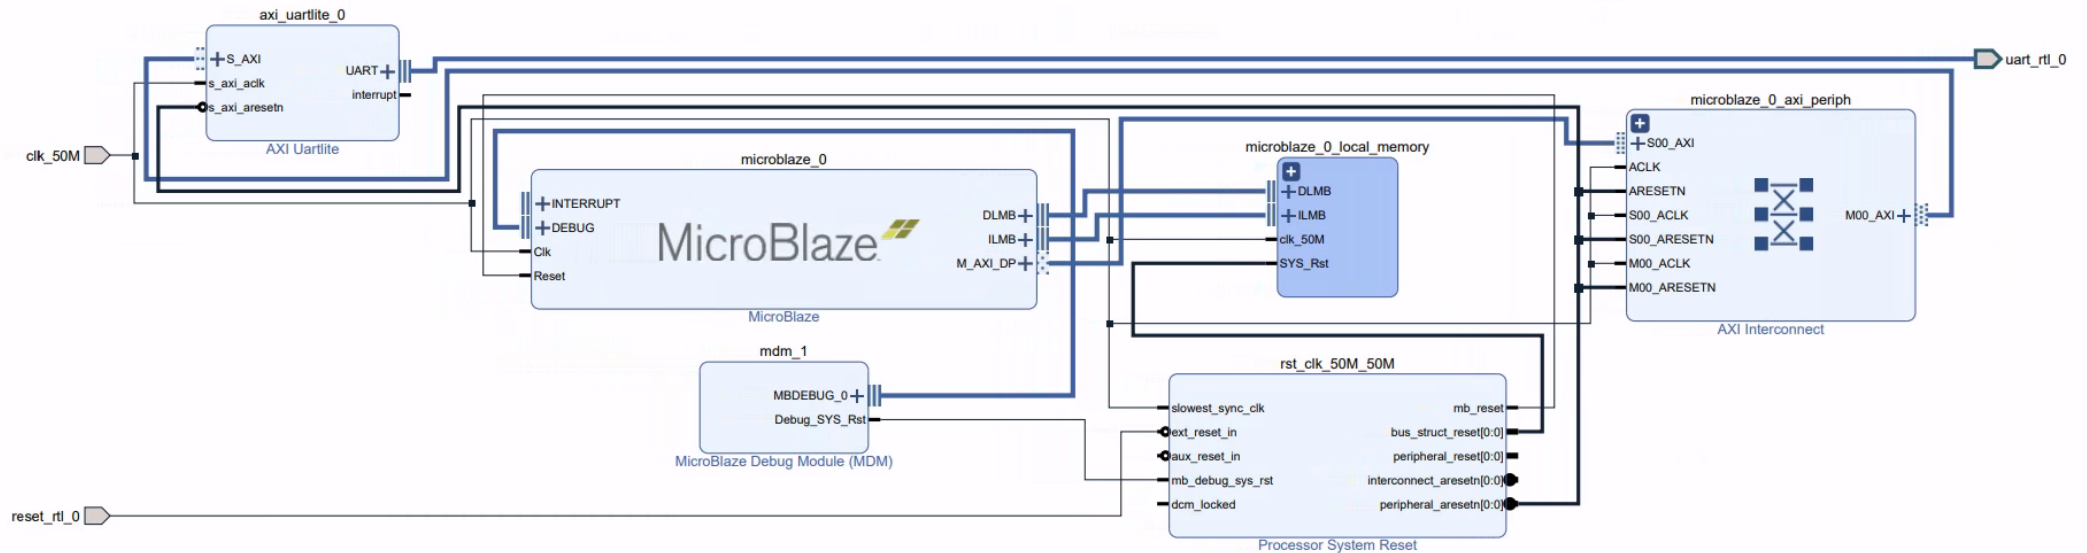 axi_uartlite_0
S_AXI
s_axi_aclk
s_axi_aresetn
UART
interrupt
AXI Uartlite
clk_50M
uart_rtl_0
microblaze_0
INTERRUPT
DEBUG
Clk
Reset
MicroBlaze
DLMB
ILMB
M_AXI_DP
MicroBlaze
microblaze_0_local_memory
DLMB
ILMB
clk_50M
SYS_Rst
microblaze_0_axi_periph
S00_AXI
ACLK
ARESETN
S00_ACLK
S00_ARESETN
M00_ACLK
M00_ARESETN
M00_AXI
AXI Interconnect
mdm_1
MBDEBUG_0
Debug_SYS_Rst
MicroBlaze Debug Module (MDM)
rst_clk_50M_50M
slowest_sync_clk
ext_reset_in
aux_reset_in
mb_debug_sys_rst
dcm_locked
mb_reset
bus_struct_reset[0:0]
peripheral_reset[0:0]
interconnect_aresetn[0:0]
peripheral_aresetn[0:0]
Processor System Reset
reset_rtl_0